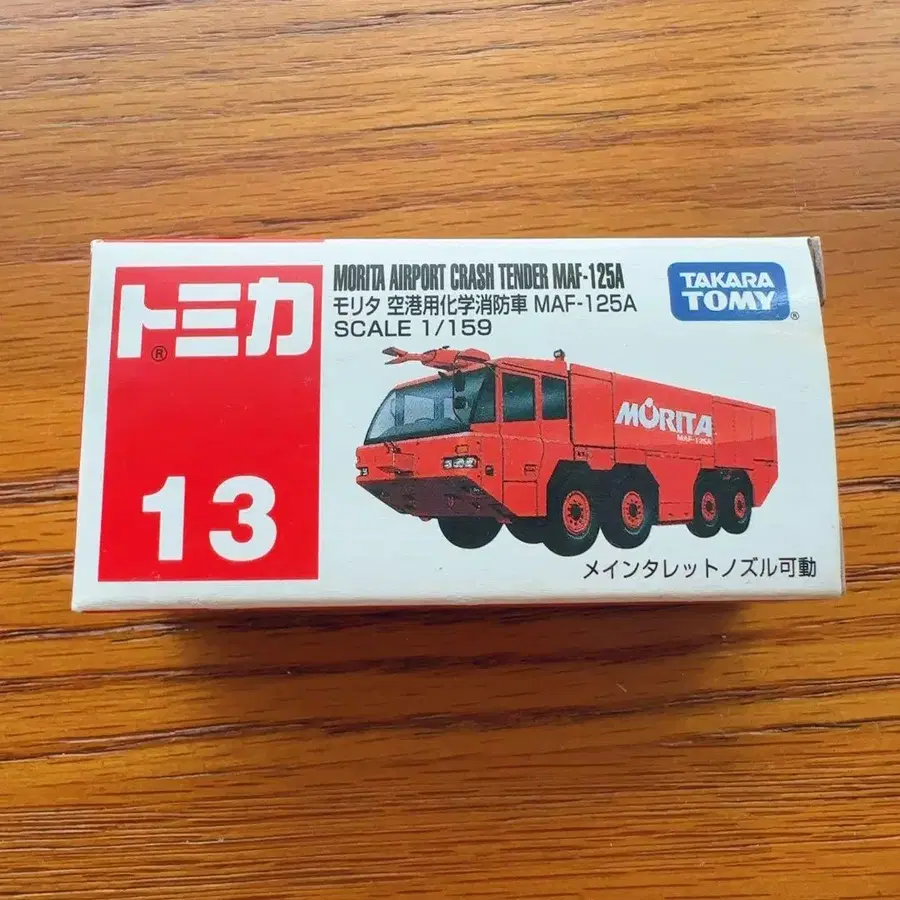 トミカ
®
13
MORITA AIRPORT CRASH TENDER MAF-125A
モリタ 空港用化学消防車 MAF-125A
SCALE 1/159
TAKARA
TOMY
®
MORITA
MAF-125A
メインタレットノズル可動